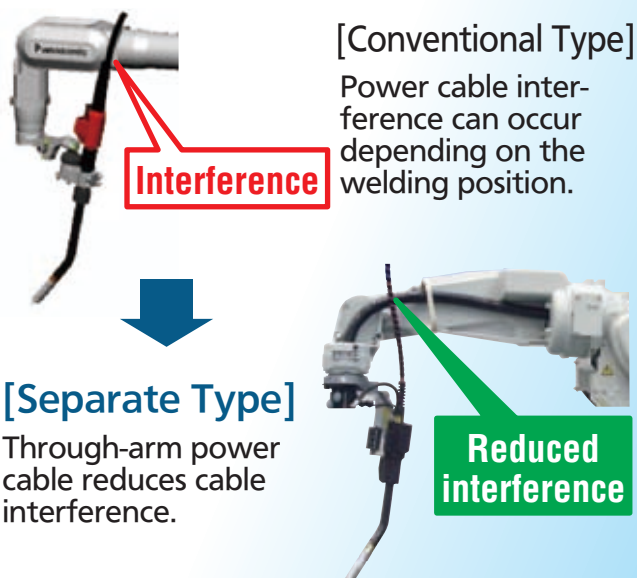 Panasonic
[Conventional Type]
Power cable inter-
ference can occur
depending on the
welding position.
Interference
[Separate Type]
Through-arm power
cable reduces cable
interference.
Reduced
interference